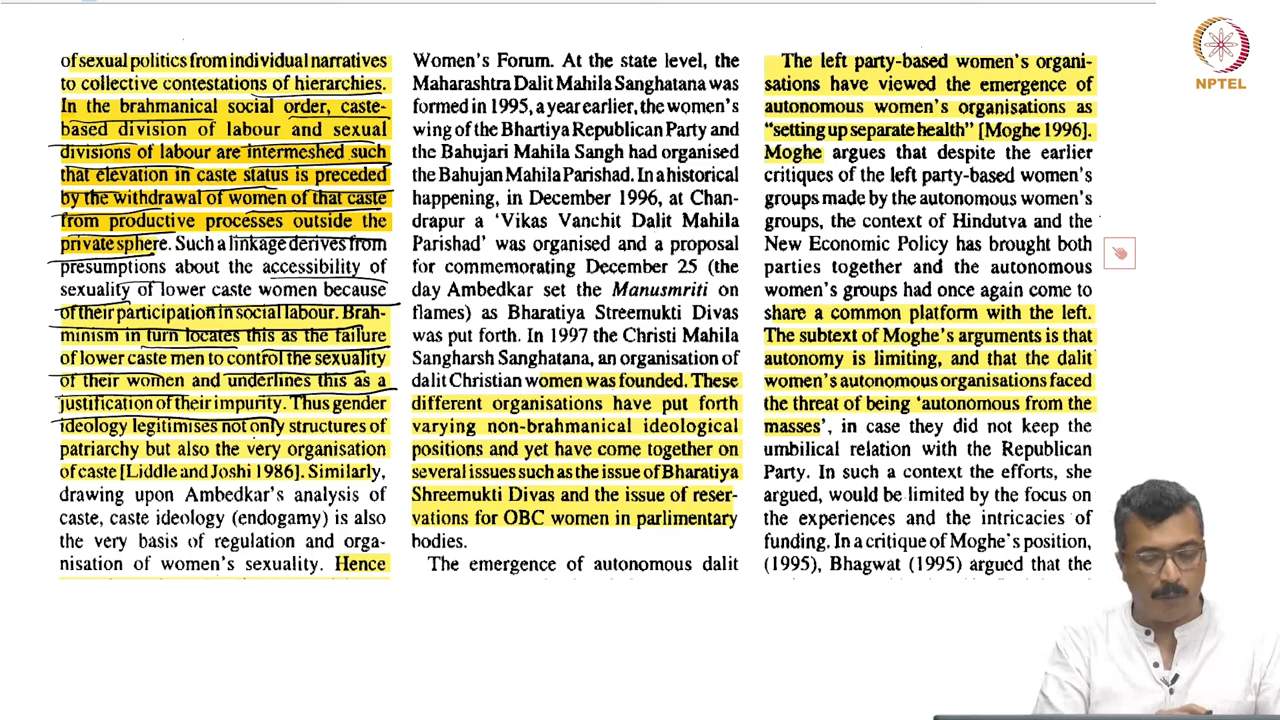 of sexual politics from individual narratives
to collective contestations of hierarchies.
In the brahmanical social order, caste-
based division of labour and sexual
divisions of labour are intermeshed such
that elevation in caste status is preceded
by the withdrawal of women of that caste
from productive processes outside the
private sphere. Such a linkage derives from
presumptions about the accessibility of
sexuality of lower caste women because
of their participation in social labour. Brah-
minism in turn locates this as the failure
of lower caste men to control the sexuality
of their women and underlines this as a
justification of their impurity. Thus gender
ideology legitimises not only structures of
patriarchy but also the very organisation
of caste [Liddle and Joshi 1986]. Similarly,
drawing upon Ambedkar's analysis of
caste, caste ideology (endogamy) is also
the very basis of regulation and orga-
nisation of women's sexuality. Hence
Women's Forum. At the state level, the
Maharashtra Dalit Mahila Sanghatana was
formed in 1995, a year earlier, the women's
wing of the Bhartiya Republican Party and
the Bahujari Mahila Sangh had organised
the Bahujan Mahila Parishad. In a historical
happening, in December 1996, at Chan-
drapur a 'Vikas Vanchit Dalit Mahila
Parishad' was organised and a proposal
for commemorating December 25 (the
day Ambedkar set the Manusmriti on
flames) as Bharatiya Streemukti Divas
was put forth. In 1997 the Christi Mahila
Sangharsh Sanghatana, an organisation of
dalit Christian women was founded. These
different organisations have put forth
varying non-brahmanical ideological
positions and yet have come together on
several issues such as the issue of Bharatiya
Shreemukti Divas and the issue of reser-
vations for OBC women in parlimentary
bodies.
The emergence of autonomous dalit
The left party-based women's organi-
sations have viewed the emergence of
autonomous women's organisations as
"setting up separate health" [Moghe 1996].
Moghe argues that despite the earlier
critiques of the left party-based women's
groups made by the autonomous women's
groups, the context of Hindutva and the
New Economic Policy has brought both
parties together and the autonomous
women's groups had once again come to
share a common platform with the left.
The subtext of Moghe's arguments is that
autonomy is limiting, and that the dalit
women's autonomous organisations faced
the threat of being 'autonomous from the
masses', in case they did not keep the
umbilical relation with the Republican
Party. In such a context the efforts, she
argued, would be limited by the focus on
the experiences and the intricacies of
funding. In a critique of Moghe's position,
(1995), Bhagwat (1995) argued that the
NPTEL